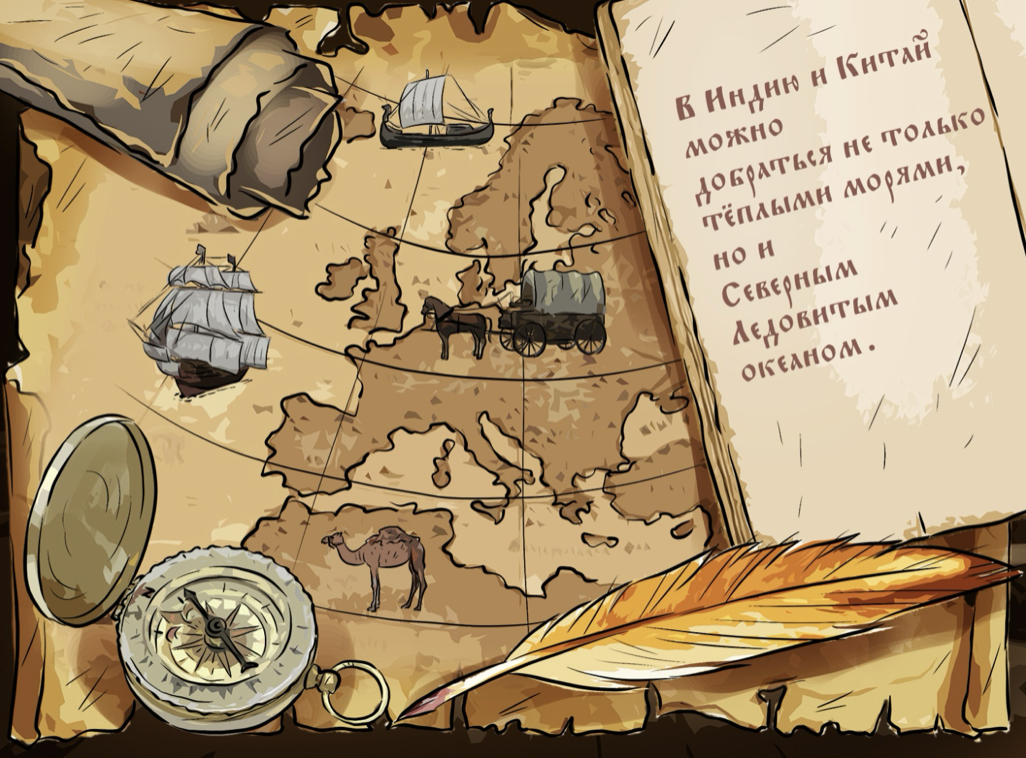 В Индию и Китай
можно
добраться не только
тёплыми морями,
но и
Северным
Ледовитым
океаном.